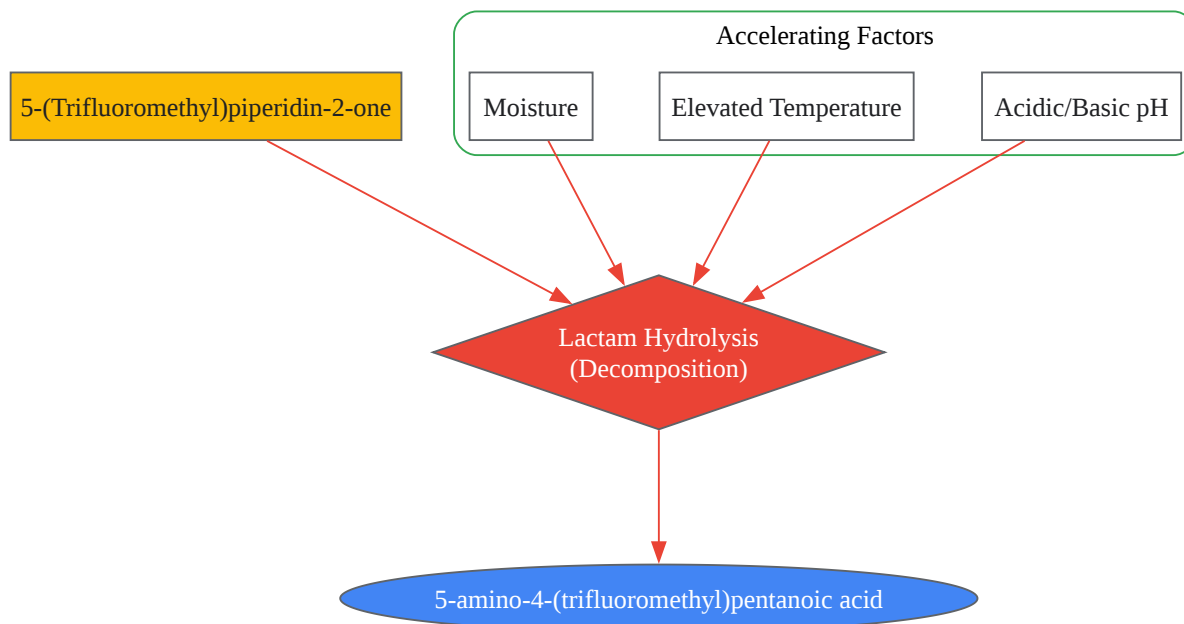 Accelerating Factors
5-(Trifluoromethyl)piperidin-2-one
Moisture
Elevated Temperature
Acidic/Basic pH
Lactam Hydrolysis
(Decomposition)
5-amino-4-(trifluoromethyl)pentanoic acid